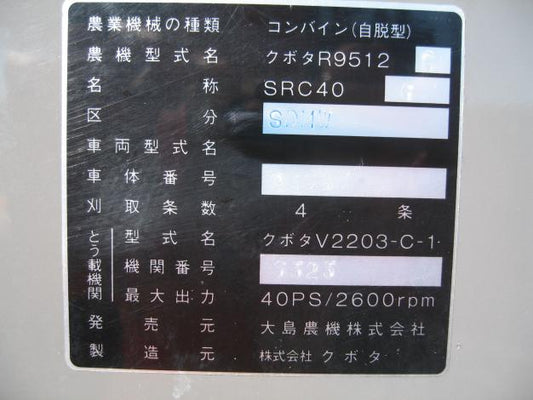 農業機械の種類 コンバイン(自脱型)
農機型式名 クボタR9512
名称 SRC40 G
区分
車両型式名
車体番号
刈取条数 4条
とう載機関 型式名 クボタV2203-C-1
機関番号
最大出力 40PS/2600rpm
発売元 大島農機株式会社
製造元 株式会社クボタ